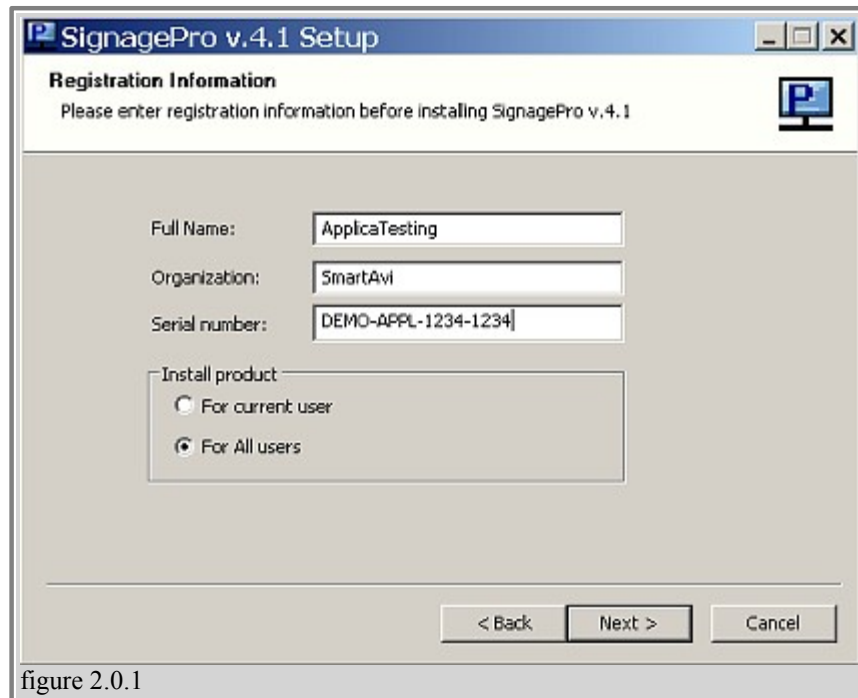 SignagePro v.4.1 Setup
Registration Information
Please enter registration information before installing SignagePro v.4.1
P
Full Name: ApplicaTesting
Organization: SmartAvi
Serial number: DEMO-APPL-1234-1234
Install product
For current user
For All users
< Back Next > Cancel
figure 2.0.1